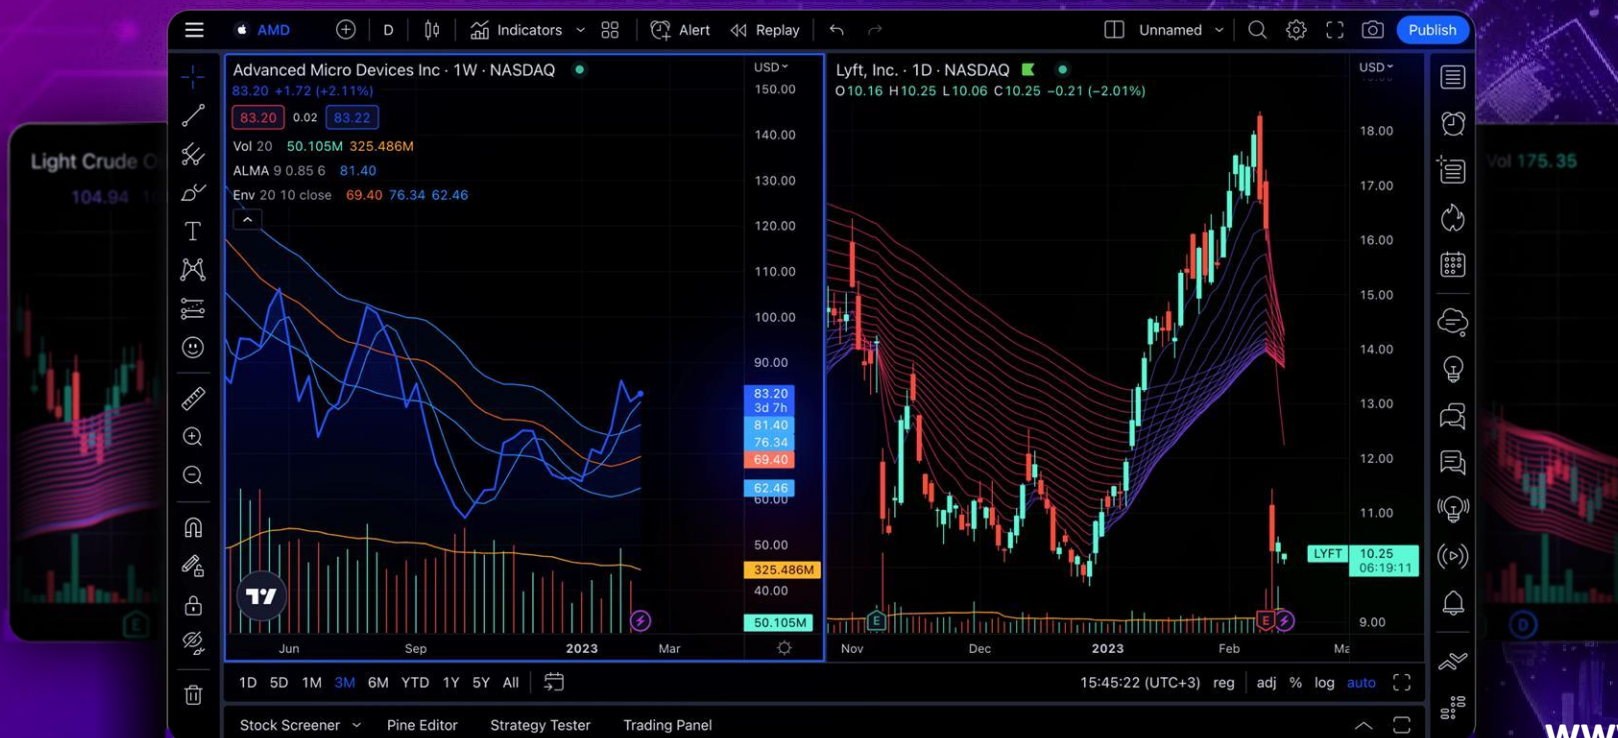 AMD D Indicators Alert Replay Unnamed Publish
Light Crude
104.94
Advanced Micro Devices Inc · 1W · NASDAQ
83.20 +1.72 (+2.11%)
83.20 0.02 83.22
Vol 20 50.105M 325.486M
ALMA 9 0.85 6 81.40
Env 20 10 close 69.40 76.34 62.46
USD
150.00
140.00
130.00
120.00
110.00
100.00
90.00
83.20
3d 7h
81.40
76.34
69.40
62.46
60.00
50.00
325.486M
40.00
50.105M
Jun Sep 2023 Mar
Lyft, Inc. · 1D · NASDAQ
O10.16 H10.25 L10.06 C10.25 −0.21 (−2.01%)
USD
18.00
17.00
16.00
15.00
14.00
13.00
12.00
11.00
LYFT 10.25
06:19:11
9.00
E E
Nov Dec 2023 Feb
Vol 175.35
E
D
1D 5D 1M 3M 6M YTD 1Y 5Y All
15:45:22 (UTC+3) reg adj % log auto
Stock Screener Pine Editor Strategy Tester Trading Panel